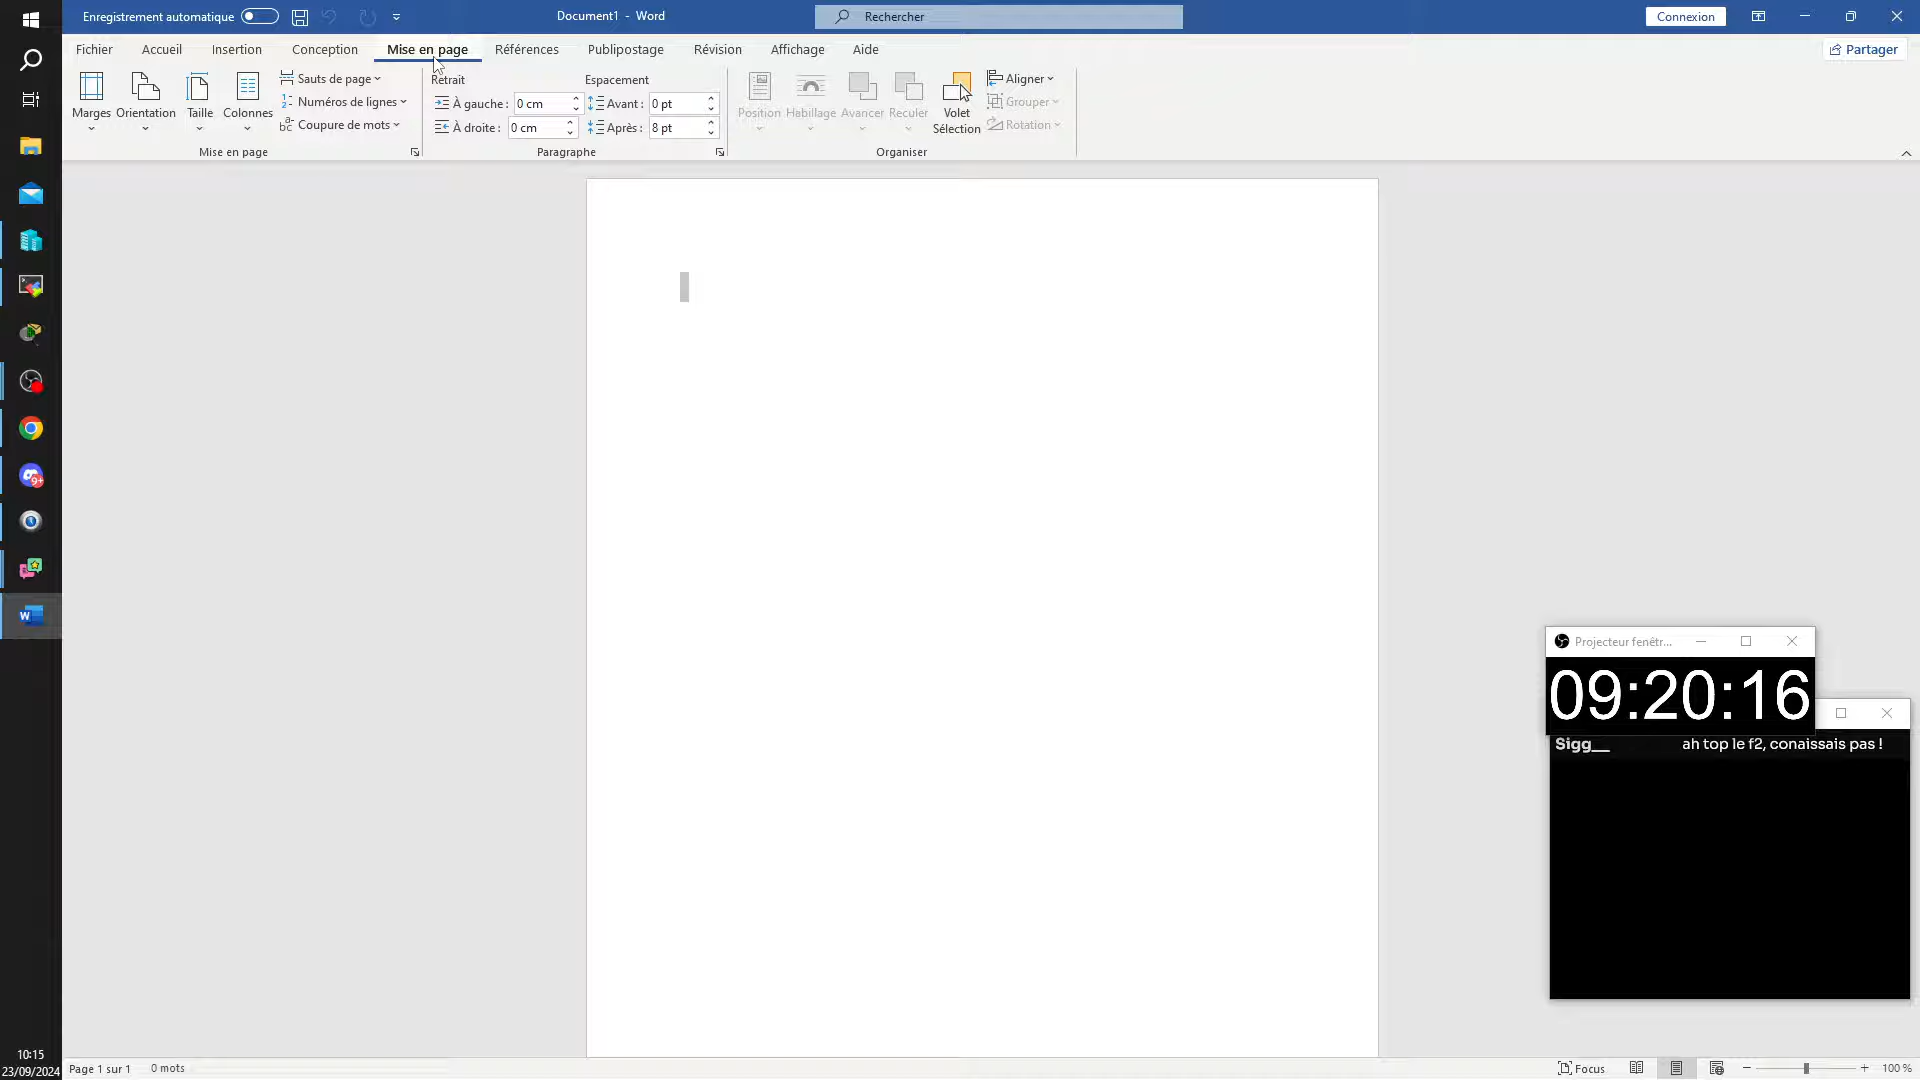 Enregistrement automatique
Document1 - Word
Rechercher
Connexion
Fichier Accueil Insertion Conception Mise en page Références Publipostage Révision Affichage Aide
Partager
Marges
Orientation
Taille
Colonnes
Sauts de page
Numéros de lignes
Coupure de mots
Mise en page
Retrait
À gauche : 0 cm
À droite : 0 cm
Espacement
Avant : 0 pt
Après : 8 pt
Paragraphe
Position
Habillage
Avancer
Reculer
Volet
Sélection
Aligner
Grouper
Rotation
Organiser
9+
W
Projecteur fenêtr...
09:20:16
Sigg__ ah top le f2, conaissais pas !
10:15
23/09/2024
Page 1 sur 1 0 mots
Focus
100 %